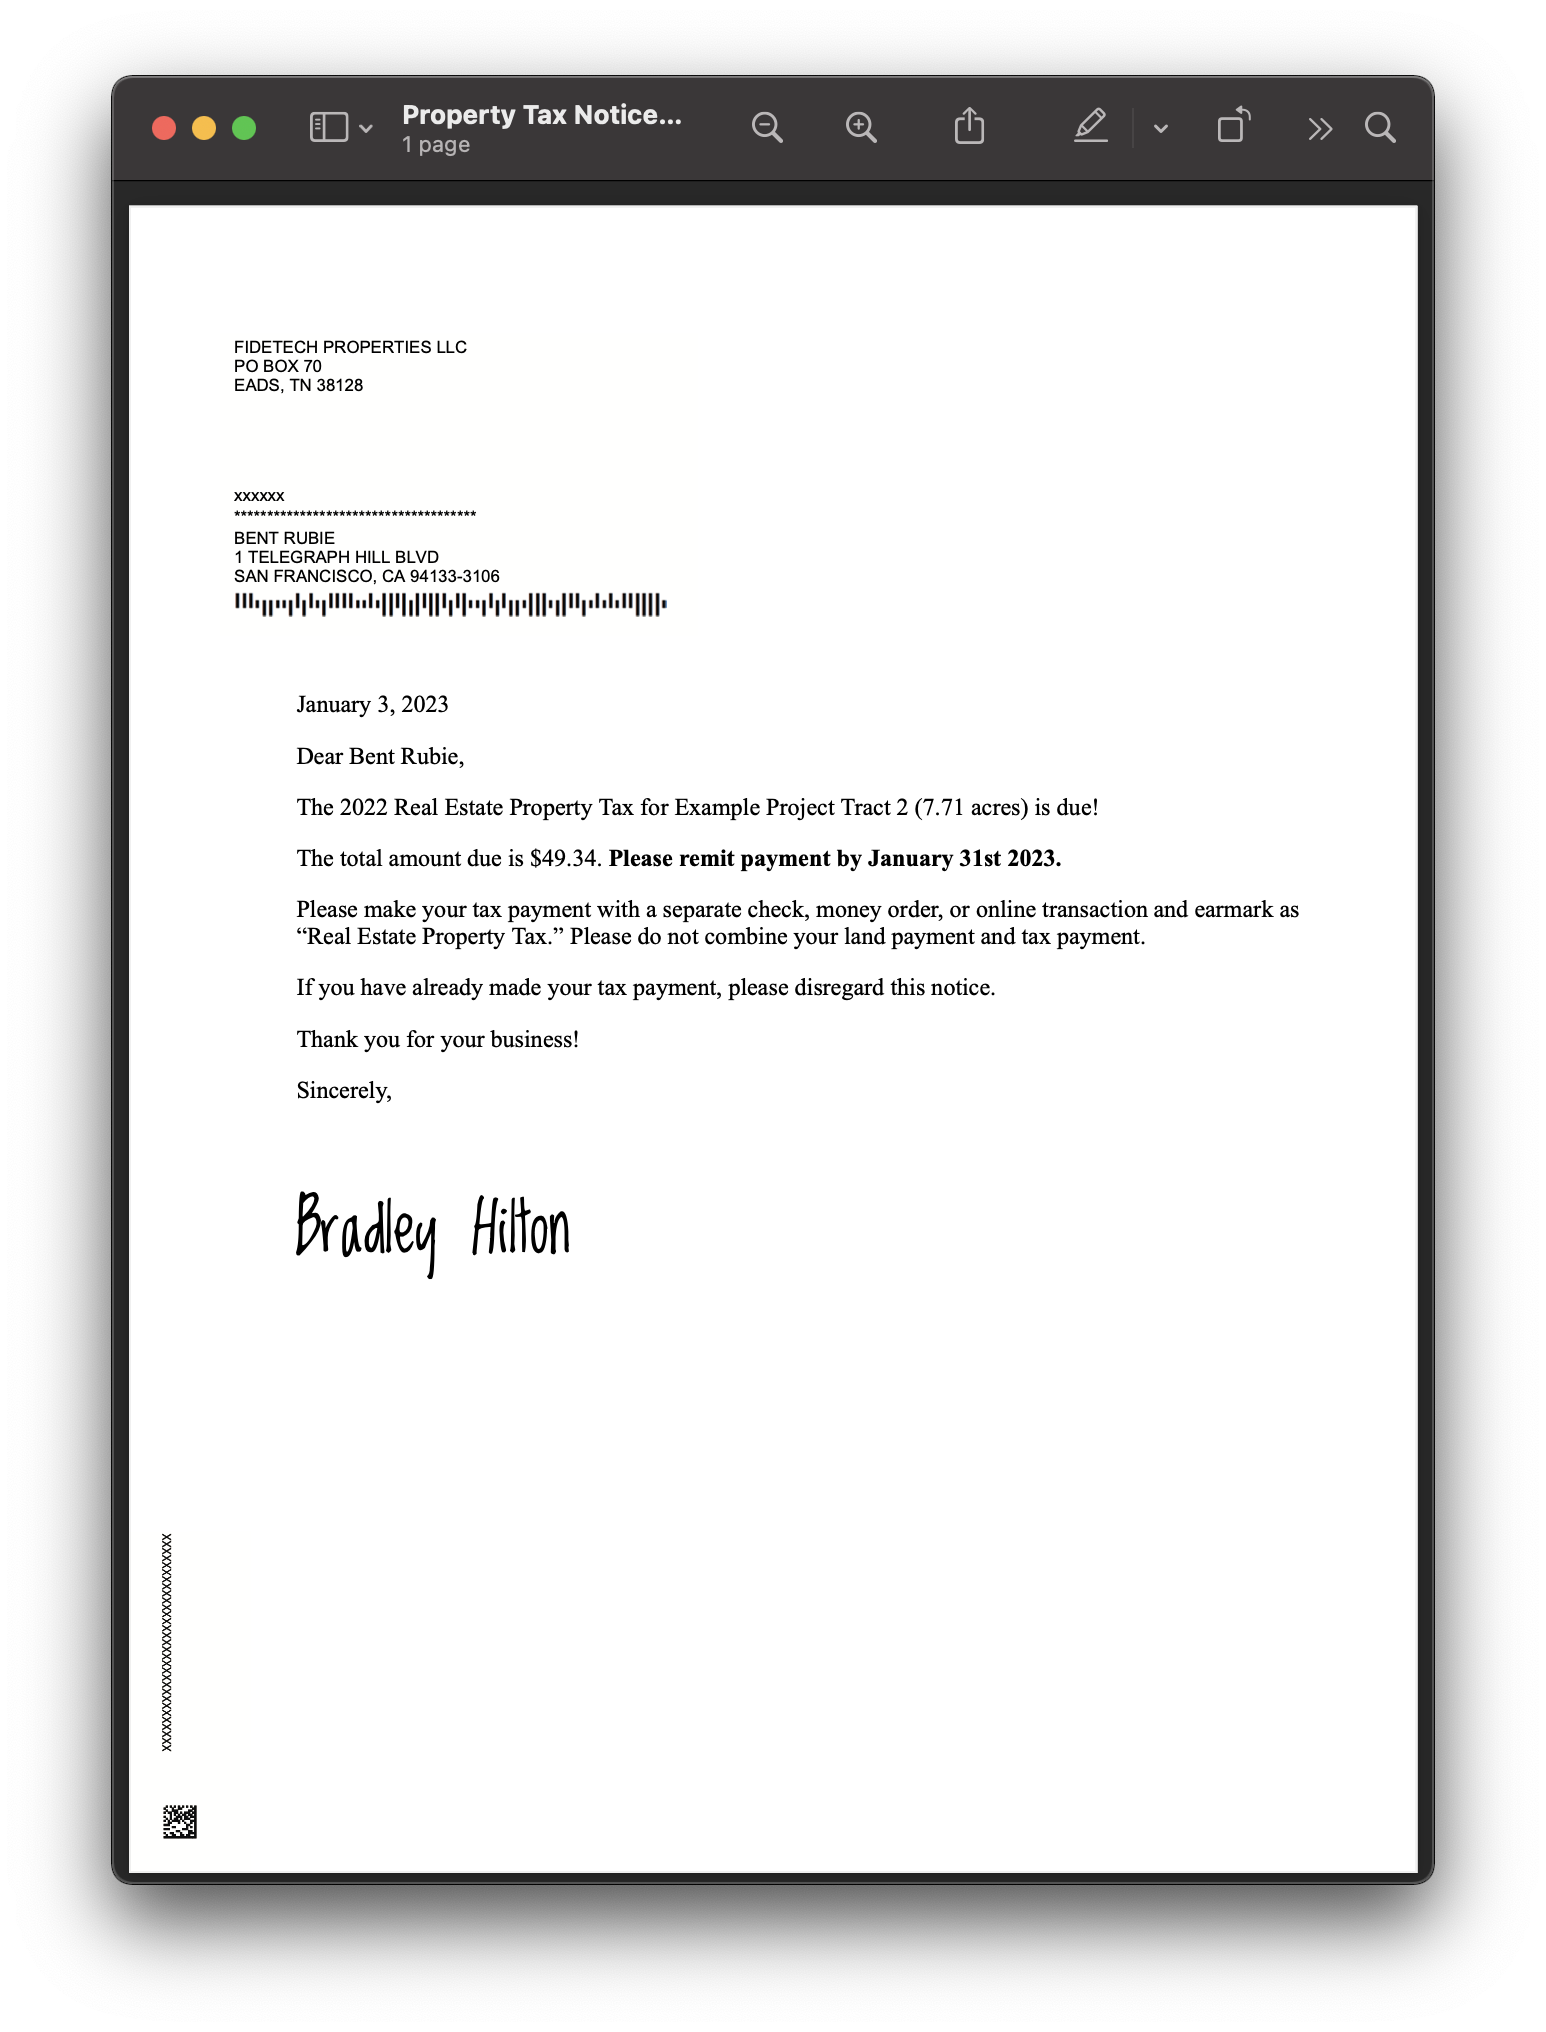 Property Tax Notice...
1 page
FIDETECH PROPERTIES LLC
PO BOX 70
EADS, TN 38128
xxxxxx
*************************************
BENT RUBIE
1 TELEGRAPH HILL BLVD
SAN FRANCISCO, CA 94133-3106
January 3, 2023
Dear Bent Rubie,
The 2022 Real Estate Property Tax for Example Project Tract 2 (7.71 acres) is due!
The total amount due is $49.34. Please remit payment by January 31st 2023.
Please make your tax payment with a separate check, money order, or online transaction and earmark as
“Real Estate Property Tax.” Please do not combine your land payment and tax payment.
If you have already made your tax payment, please disregard this notice.
Thank you for your business!
Sincerely,
Bradley Hilton